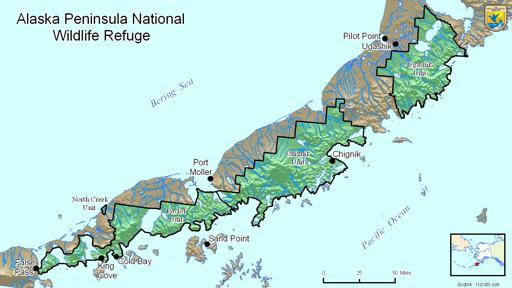 Alaska Peninsula National
Wildlife Refuge
Pilot Point
Ugashik
Ugashik
Unit
Bering Sea
Port
Moller
Chignik
Unit
Chignik
North Creek
Unit
Pavlof
Unit
Pacific Ocean
Sand Point
False
Pass
Cold Bay
King
Cove
0 25 50 Miles